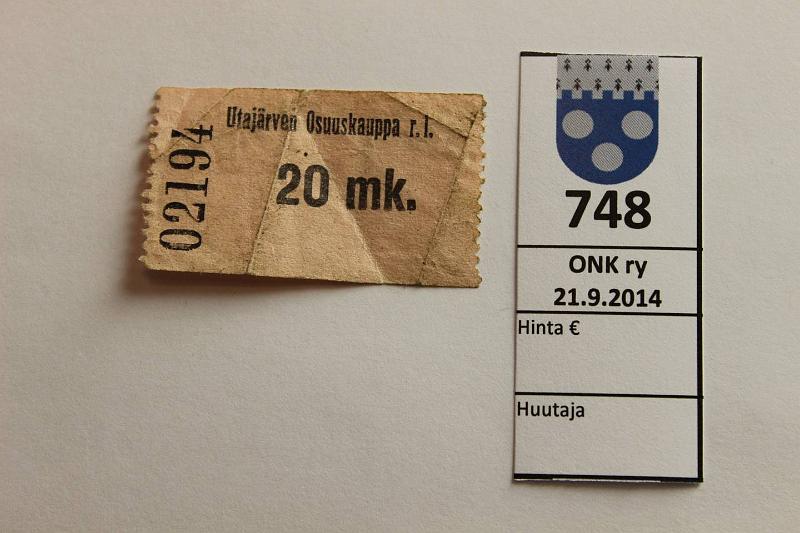 02194
Utajärven Osuuskauppa r. l.
20 mk.
748
ONK ry
21.9.2014
Hinta €
Huutaja